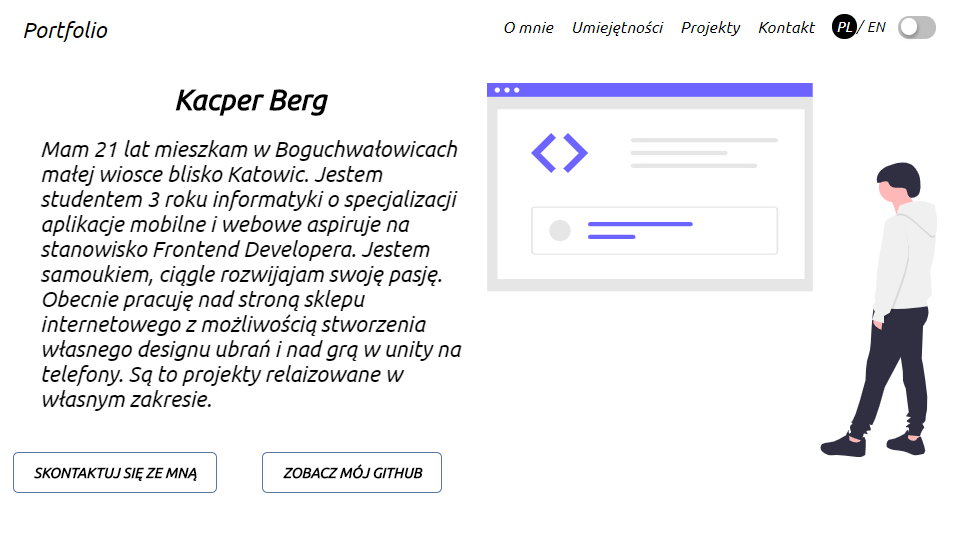 Portfolio
O mnie Umiejętności Projekty Kontakt PL / EN
Kacper Berg
Mam 21 lat mieszkam w Boguchwałowicach
małej wiosce blisko Katowic. Jestem
studentem 3 roku informatyki o specjalizacji
aplikacje mobilne i webowe aspiruje na
stanowisko Frontend Developera. Jestem
samoukiem, ciągle rozwijajam swoję pasję.
Obecnie pracuję nad stroną sklepu
internetowego z możliwością stworzenia
własnego designu ubrań i nad grą w unity na
telefony. Są to projekty relaizowane w
własnym zakresie.
SKONTAKTUJ SIĘ ZE MNĄ ZOBACZ MÓJ GITHUB